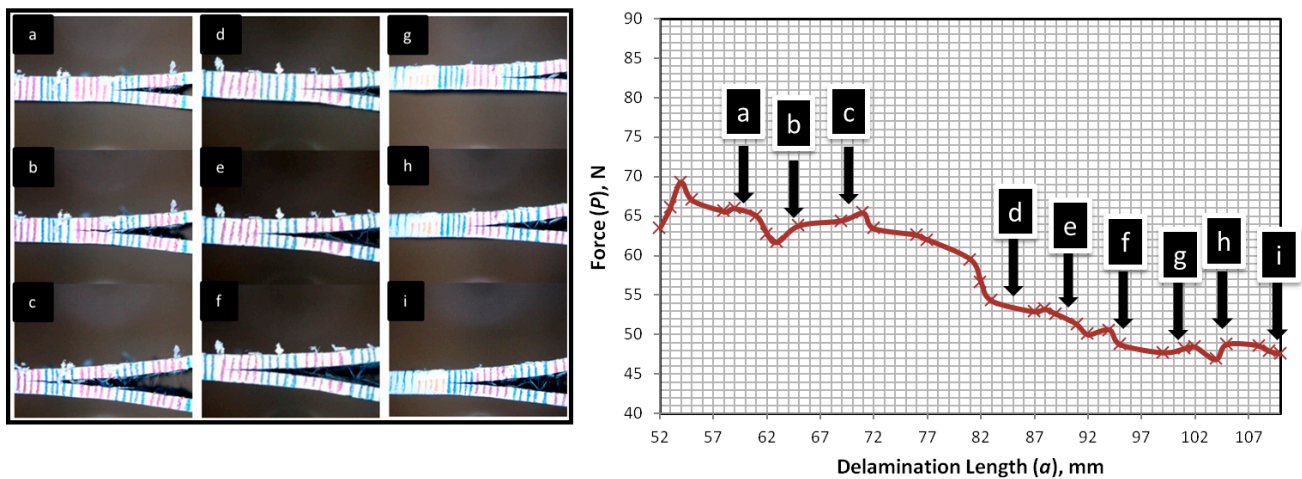 a
d
g
b
e
h
c
f
i
90
85
80
75
70
65
60
55
50
45
40
Force (P), N
a
b
c
d
e
f
g
h
i
52 57 62 67 72 77 82 87 92 97 102 107
Delamination Length (a), mm